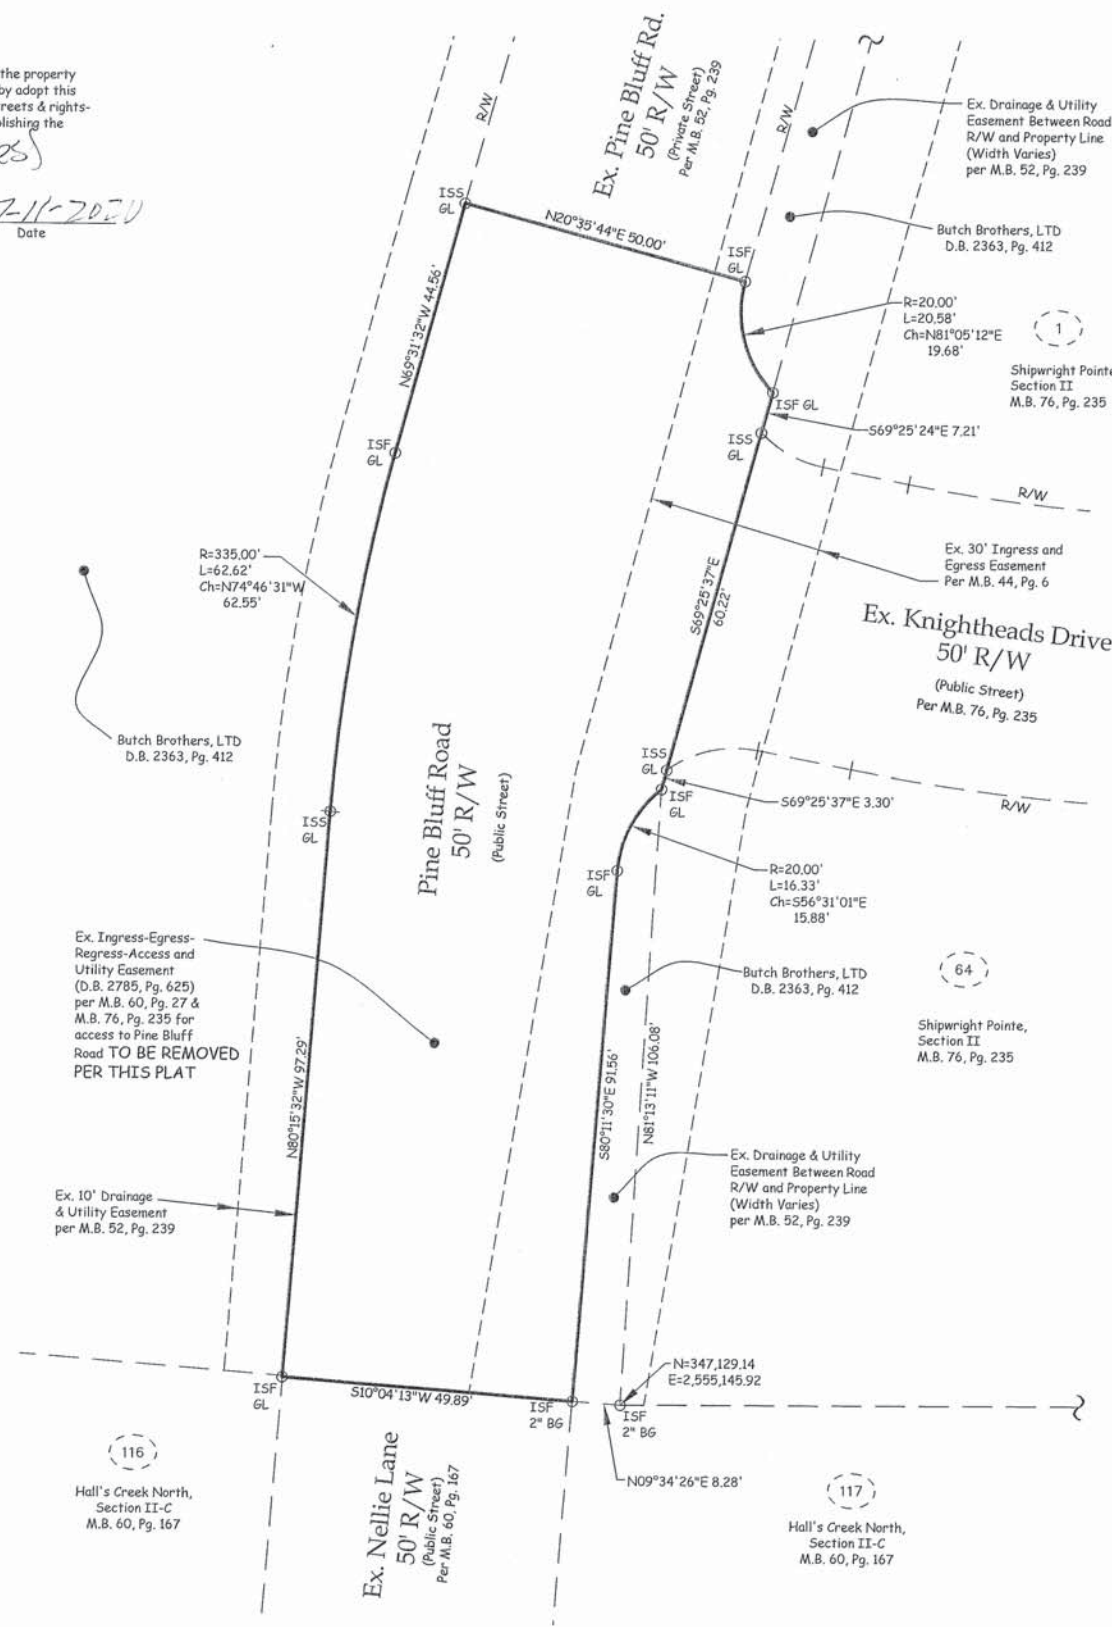 the property
by adopt this
reets & rights-
lishing the
Date
R/W
Ex. Pine Bluff Rd.
50' R/W
(Private Street)
Per M.B. 52, Pg. 239
R/W
Ex. Drainage & Utility
Easement Between Road
R/W and Property Line
(Width Varies)
per M.B. 52, Pg. 239
ISS
GL
N20°35'44"E 50.00'
ISF
GL
Butch Brothers, LTD
D.B. 2363, Pg. 412
R=20.00'
L=20.58'
Ch=N81°05'12"E
19.68'
1
Shipwright Pointe
Section II
M.B. 76, Pg. 235
N69°31'32"W 44.56'
ISF GL
S69°25'24"E 7.21'
ISS
GL
ISF
GL
R/W
R=335.00'
L=62.62'
Ch=N74°46'31"W
62.55'
Ex. 30' Ingress and
Egress Easement
Per M.B. 44, Pg. 6
S69°25'37"E
60.22'
Ex. Knightheads Drive
50' R/W
(Public Street)
Per M.B. 76, Pg. 235
Butch Brothers, LTD
D.B. 2363, Pg. 412
Pine Bluff Road
50' R/W
(Public Street)
ISS
GL
ISS
GL
ISF
GL
S69°25'37"E 3.30'
R/W
ISF
GL
R=20.00'
L=16.33'
Ch=S56°31'01"E
15.88'
Ex. Ingress-Egress-
Regress-Access and
Utility Easement
(D.B. 2785, Pg. 625)
per M.B. 60, Pg. 27 &
M.B. 76, Pg. 235 for
access to Pine Bluff
Road TO BE REMOVED
PER THIS PLAT
Butch Brothers, LTD
D.B. 2363, Pg. 412
64
Shipwright Pointe,
Section II
M.B. 76, Pg. 235
N80°15'32"W 97.29'
S80°11'30"E 91.56'
N81°13'11"W 106.08'
Ex. Drainage & Utility
Easement Between Road
R/W and Property Line
(Width Varies)
per M.B. 52, Pg. 239
Ex. 10' Drainage
& Utility Easement
per M.B. 52, Pg. 239
N=347,129.14
E=2,555,145.92
ISF
GL
S10°04'13"W 49.89'
ISF
2" BG
ISF
2" BG
N09°34'26"E 8.28'
116
Hall's Creek North,
Section II-C
M.B. 60, Pg. 167
Ex. Nellie Lane
50' R/W
(Public Street)
Per M.B. 60, Pg. 167
117
Hall's Creek North,
Section II-C
M.B. 60, Pg. 167